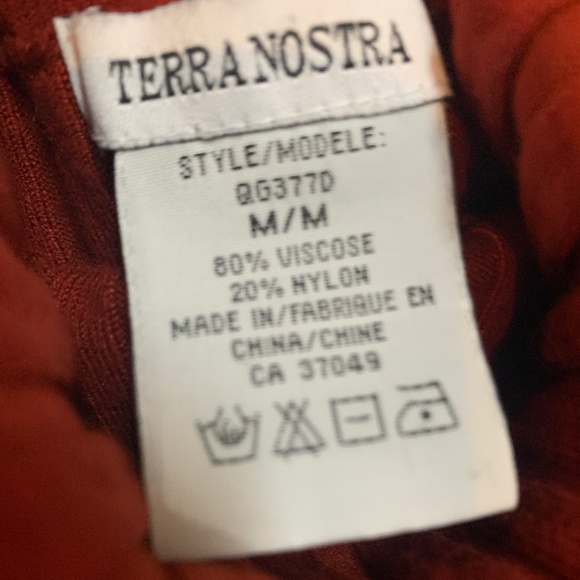 TERRA NOSTRA
STYLE/MODELE:
QG377D
M/M
80% VISCOSE
20% NYLON
MADE IN/FABRIQUE EN
CHINA/CHINE
CA 37049